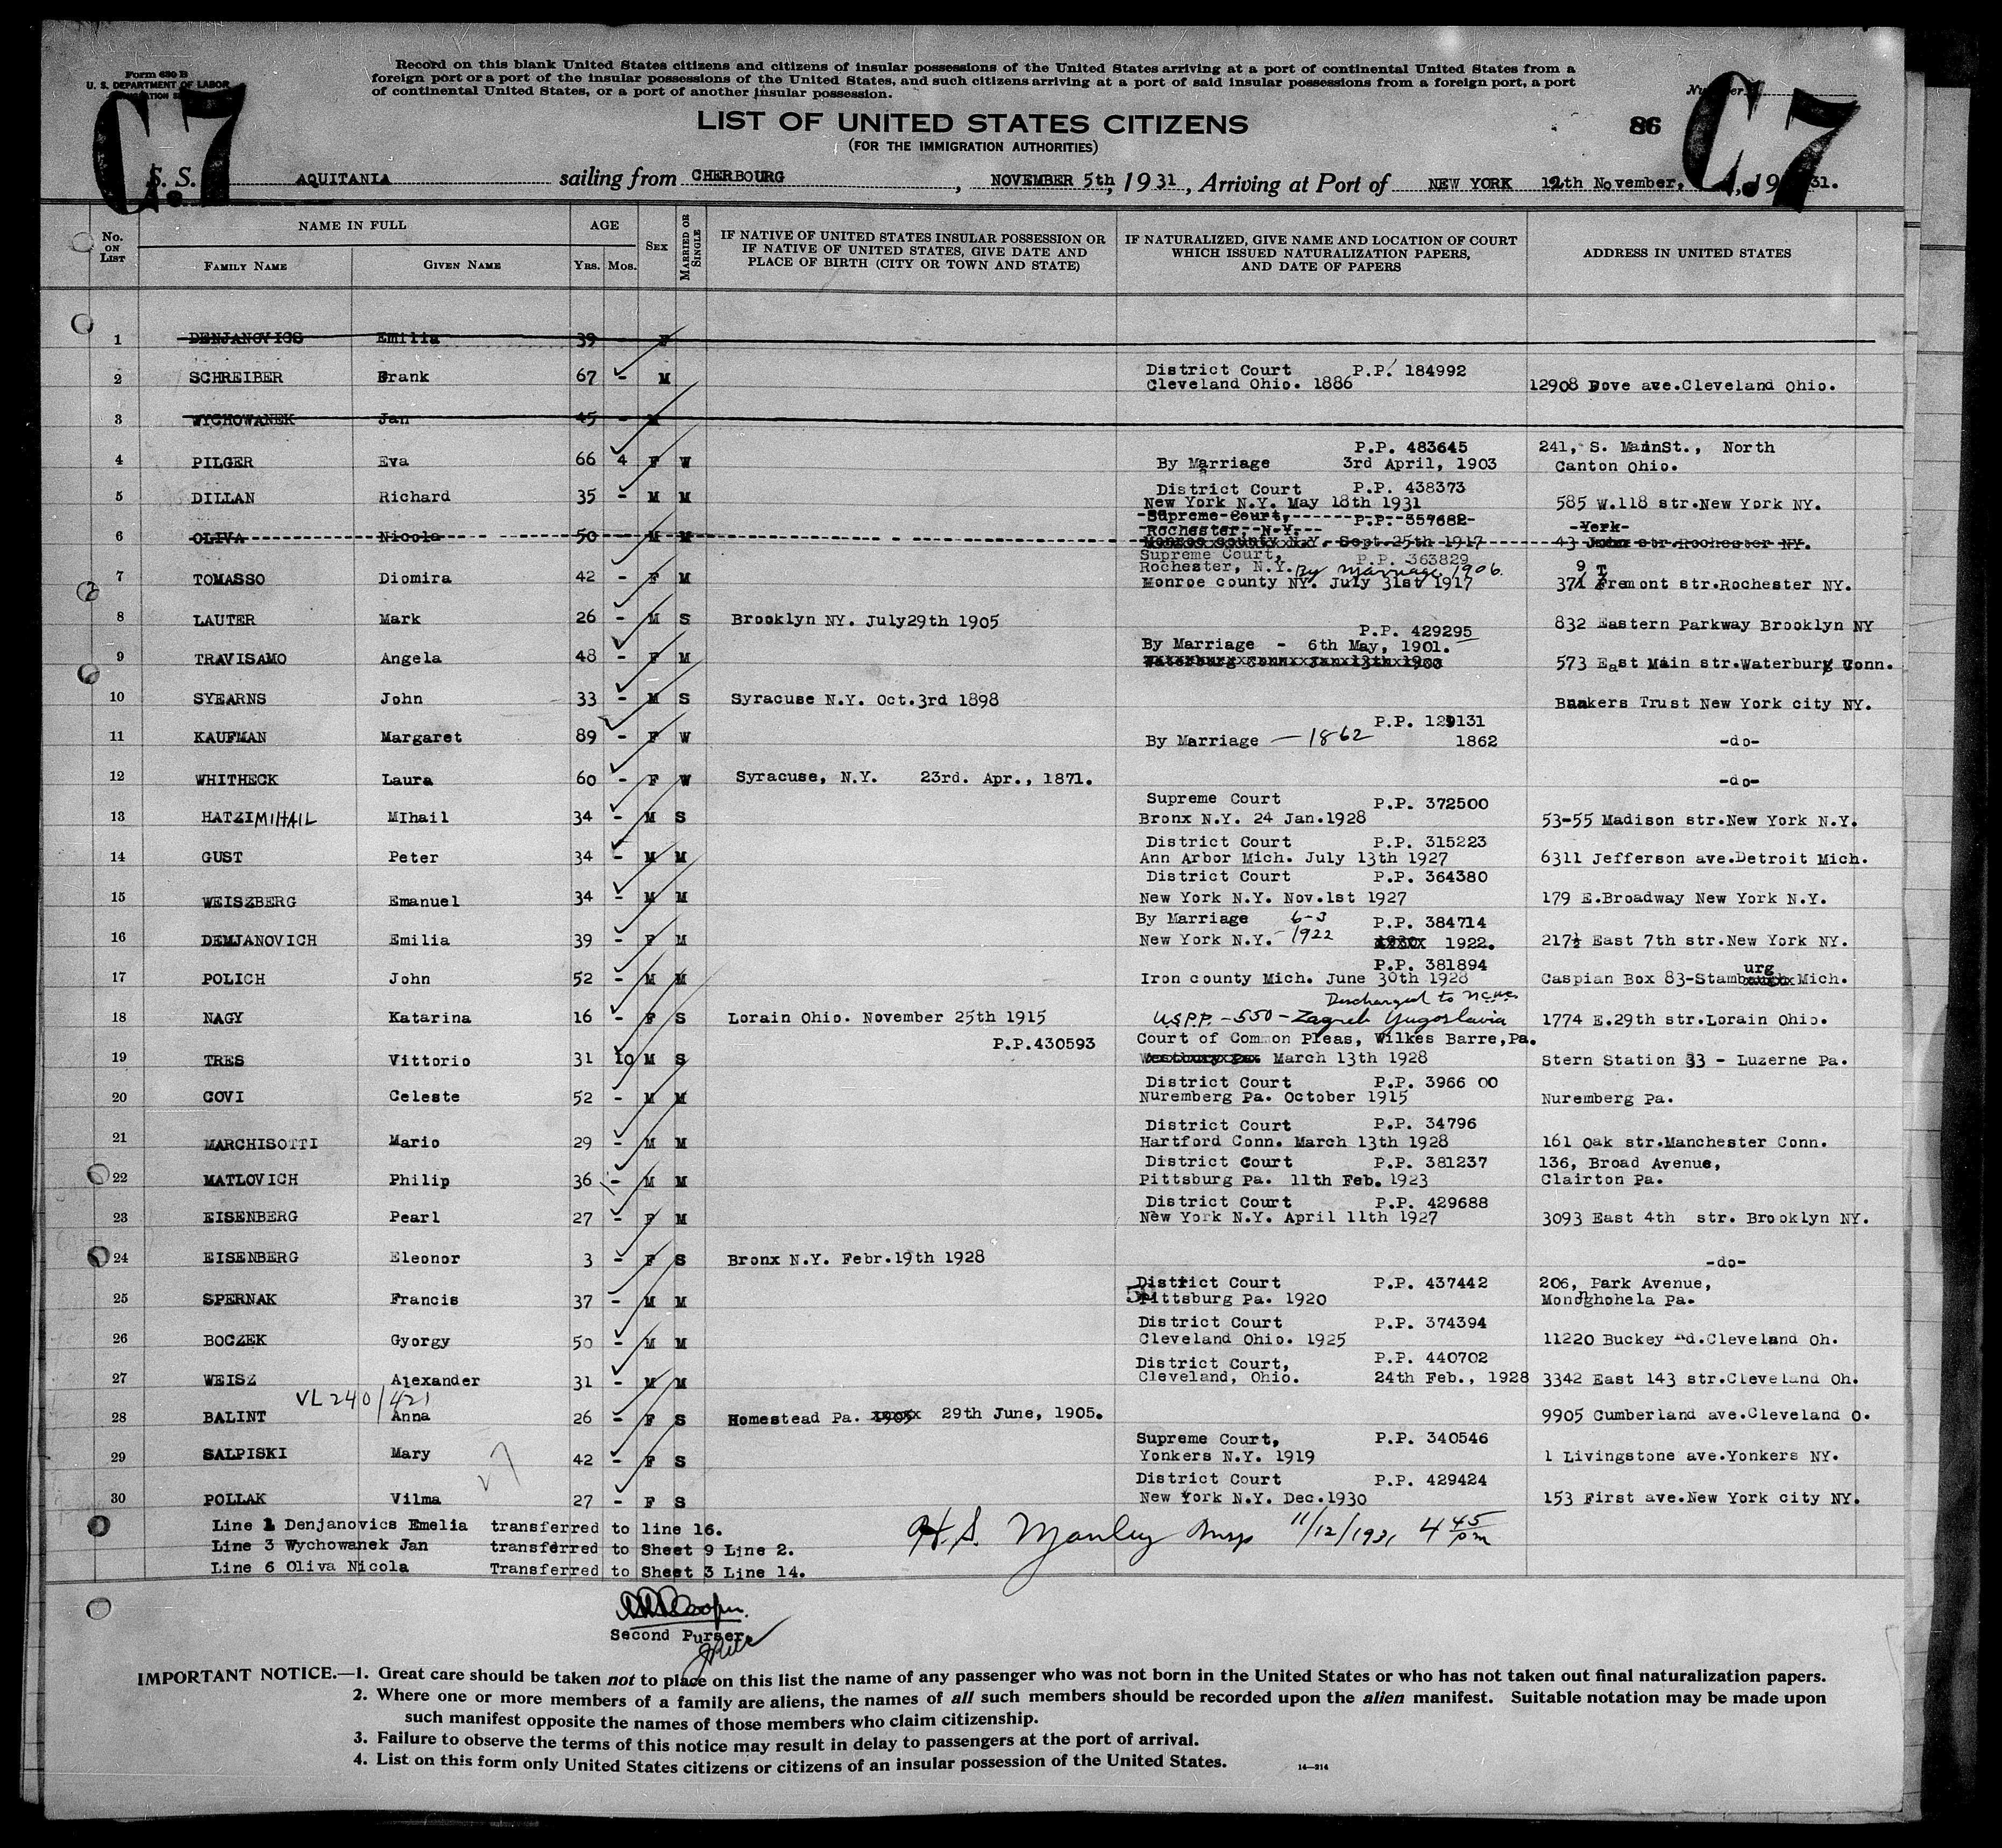 Form 630 B
U. S. DEPARTMENT OF LABOR
Record on this blank United States citizens and citizens of insular possessions of the United States arriving at a port of continental United States from a
foreign port or a port of the insular possessions of the United States, and such citizens arriving at a port of said insular possessions from a foreign port, a port
of continental United States, or a port of another insular possession.
C.7
C.7
LIST OF UNITED STATES CITIZENS
86
(FOR THE IMMIGRATION AUTHORITIES)
S. S. AQUITANIA sailing from CHERBOURG, NOVEMBER 5th, 1931, Arriving at Port of NEW YORK 12th November, 1931.
No. ON LIST
NAME IN FULL
FAMILY NAME
GIVEN NAME
AGE
YRS. MOS.
SEX
MARRIED OR SINGLE
IF NATIVE OF UNITED STATES INSULAR POSSESSION OR
IF NATIVE OF UNITED STATES, GIVE DATE AND
PLACE OF BIRTH (CITY OR TOWN AND STATE)
IF NATURALIZED, GIVE NAME AND LOCATION OF COURT
WHICH ISSUED NATURALIZATION PAPERS,
AND DATE OF PAPERS
ADDRESS IN UNITED STATES
1 DENJANOVICS Emilia 39 - F
District Court P.P. 184992
2 SCHREIBER Frank 67 - M Cleveland Ohio. 1886 12908 Dove ave.Cleveland Ohio.
3 WYCHOWANEK Jan 45 - M
P.P. 483645 241, S. MainSt., North
4 PILGER Eva 66 4 F W By Marriage 3rd April, 1903 Canton Ohio.
District Court P.P. 438373
5 DILLAN Richard 35 - M M New York N.Y. May 18th 1931 585 W.118 str.New York NY.
Supreme Court, P.P. 357682
Rochester, N.Y. York
6 OLIVA Nicola 50 - M M Monroe county N.Y. Sept. 25th 1917 43 John str.Rochester NY.
Supreme Court, P.P. 363829
Rochester, N.Y. By marriage 1906. 9 T
7 TOMASSO Diomira 42 - F M Monroe county NY. July 31st 1917 371 Fremont str.Rochester NY.
8 LAUTER Mark 26 - M S Brooklyn NY. July29th 1905 832 Eastern Parkway Brooklyn NY
P.P. 429295
By Marriage - 6th May, 1901.
9 TRAVISAMO Angela 48 - F M Waterbury Conn Jan 13th 1900 573 East Main str.Waterbury Conn.
10 SYEARNS John 33 - M S Syracuse N.Y. Oct.3rd 1898 Bankers Trust New York city NY.
P.P. 129131
11 KAUFMAN Margaret 89 - F W By Marriage - 1862 1862 -do-
12 WHITHECK Laura 60 - F W Syracuse, N.Y. 23rd. Apr., 1871. -do-
Supreme Court P.P. 372500
13 HATZIMIHAIL MIhail 34 - M S Bronx N.Y. 24 Jan.1928 53-55 Madison str.New York N.Y.
District Court P.P. 315223
14 GUST Peter 34 - M M Ann Arbor Mich. July 13th 1927 6311 Jefferson ave.Detroit Mich.
District Court P.P. 364380
15 WEISZBERG Emanuel 34 - M M New York N.Y. Nov.1st 1927 179 E.Broadway New York N.Y.
By Marriage 6-3 P.P. 384714
16 DEMJANOVICH Emilia 39 - F M New York N.Y. - 1922 1922. 217½ East 7th str.New York NY.
P.P. 381894 urg
17 POLICH John 52 - M M Iron county Mich. June 30th 1928 Caspian Box 83-Stambaugh Mich.
Discharged to
18 NAGY Katarina 16 - F S Lorain Ohio. November 25th 1915 U.S.P.P. - 550 - Zagreb Yugoslavia 1774 E.29th str.Lorain Ohio.
P.P.430593 Court of Common Pleas, Wilkes Barre,Pa.
19 TRES Vittorio 31 10 M S March 13th 1928 Stern Station 33 - Luzerne Pa.
District Court P.P. 3966 00
20 COVI Celeste 52 - M M Nuremberg Pa. October 1915 Nuremberg Pa.
District Court P.P. 34796
21 MARCHISOTTI Mario 29 - M M Hartford Conn. March 13th 1928 161 Oak str.Manchester Conn.
District Court P.P. 381237 136, Broad Avenue,
22 MATLOVICH Philip 36 - M M Pittsburg Pa. 11th Feb. 1923 Clairton Pa.
District Court P.P. 429688
23 EISENBERG Pearl 27 - F M New York N.Y. April 11th 1927 3093 East 4th str. Brooklyn NY.
24 EISENBERG Eleonor 3 - F S Bronx N.Y. Febr.19th 1928 -do-
District Court P.P. 437442 206, Park Avenue,
25 SPERNAK Francis 37 - M M Pittsburg Pa. 1920 Mononghohela Pa.
District Court P.P. 374394
26 BOCZEK Gyorgy 50 - M M Cleveland Ohio. 1925 11220 Buckey Rd.Cleveland Oh.
District Court, P.P. 440702
27 WEISZ Alexander 31 - M M Cleveland, Ohio. 24th Feb., 1928 3342 East 143 str.Cleveland Oh.
VL 240/421
28 BALINT Anna 26 - F S Homestead Pa. 1905 29th June, 1905. 9905 Cumberland ave.Cleveland O.
Supreme Court, P.P. 340546
29 SALPISKI Mary 42 - F S Yonkers N.Y. 1919 1 Livingstone ave.Yonkers NY.
District Court P.P. 429424
30 POLLAK Vilma 27 - F S New York N.Y. Dec.1930 153 First ave.New York city NY.
Line 1 Denjanovics Emelia transferred to line 16.
Line 3 Wychowanek Jan transferred to Sheet 9 Line 2.
Line 6 Oliva Nicola Transferred to Sheet 3 Line 14.
H.S. Manley Insp 11/12/1931 4 45 pm
Cooper.
Second Purser.
IMPORTANT NOTICE.—1. Great care should be taken not to place on this list the name of any passenger who was not born in the United States or who has not taken out final naturalization papers.
2. Where one or more members of a family are aliens, the names of all such members should be recorded upon the alien manifest. Suitable notation may be made upon
such manifest opposite the names of those members who claim citizenship.
3. Failure to observe the terms of this notice may result in delay to passengers at the port of arrival.
4. List on this form only United States citizens or citizens of an insular possession of the United States.
14—214